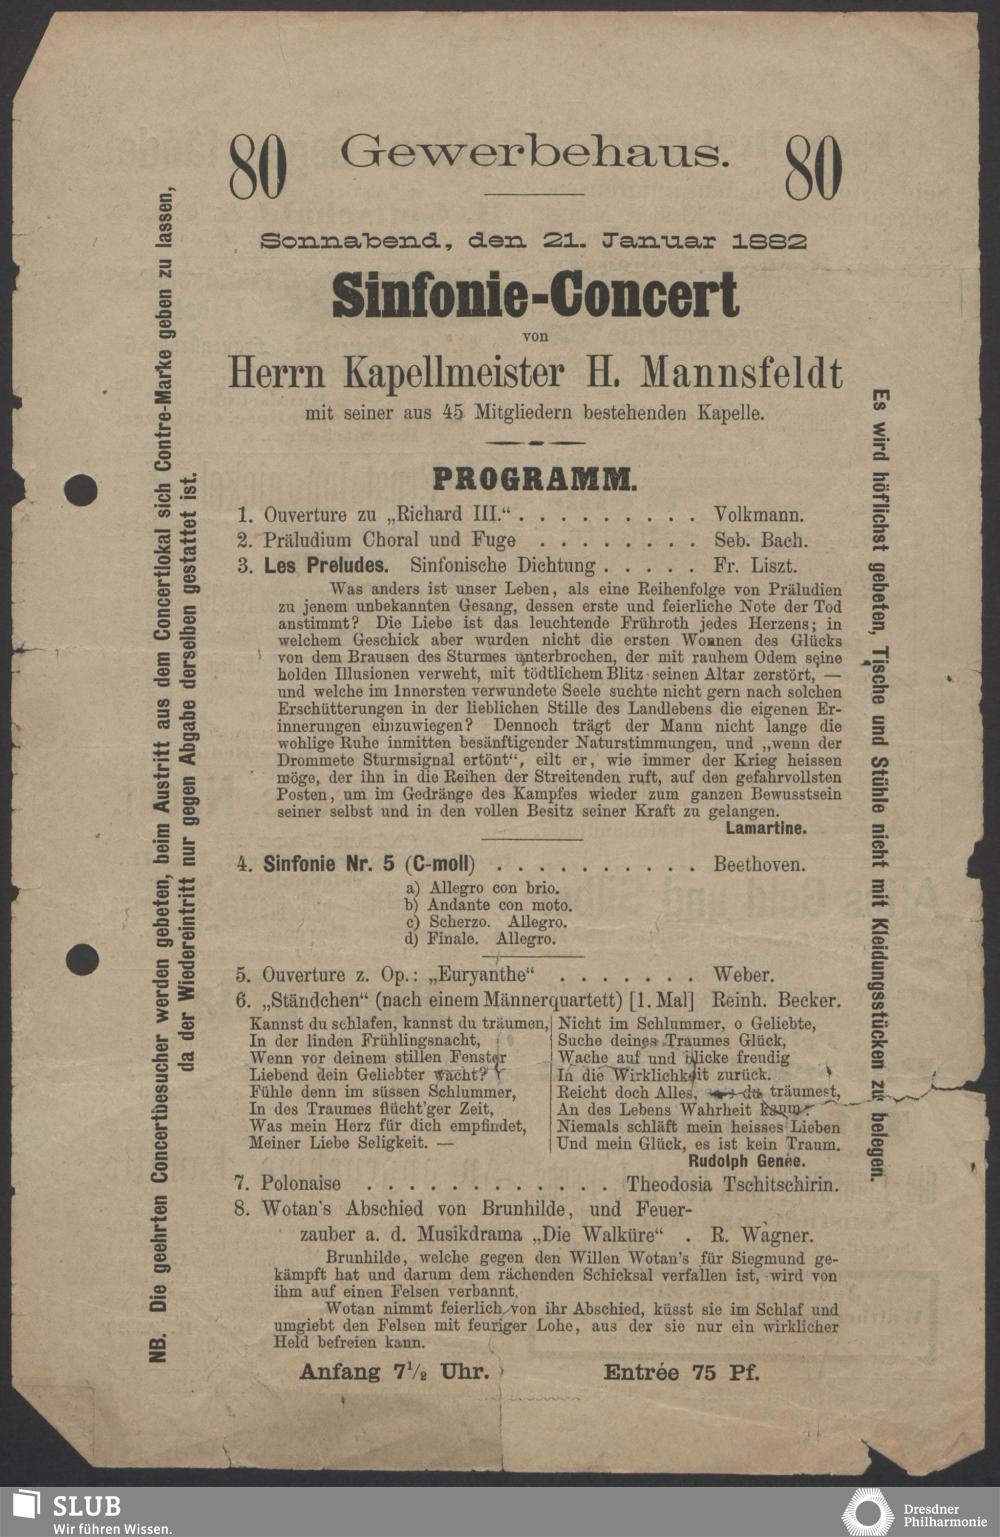 80 Gewerbehaus. 80
Sonnabend, den 21. Januar 1882
Sinfonie-Concert
von
Herrn Kapellmeister H. Mannsfeldt
mit seiner aus 45 Mitgliedern bestehenden Kapelle.
PROGRAMM.
1. Ouverture zu „Richard III.“ . . . . . . . . . Volkmann.
2. Präludium Choral und Fuge . . . . . . . . Seb. Bach.
3. Les Preludes. Sinfonische Dichtung . . . . . Fr. Liszt.
Was anders ist unser Leben, als eine Reihenfolge von Präludien
zu jenem unbekannten Gesang, dessen erste und feierliche Note der Tod
anstimmt? Die Liebe ist das leuchtende Frühroth jedes Herzens; in
welchem Geschick aber wurden nicht die ersten Wonnen des Glücks
von dem Brausen des Sturmes unterbrochen, der mit rauhem Odem seine
holden Illusionen verweht, mit tödtlichem Blitz seinen Altar zerstört, —
und welche im Innersten verwundete Seele suchte nicht gern nach solchen
Erschütterungen in der lieblichen Stille des Landlebens die eigenen Er-
innerungen einzuwiegen? Dennoch trägt der Mann nicht lange die
wohlige Ruhe inmitten besänftigender Naturstimmungen, und „wenn der
Drommete Sturmsignal ertönt“, eilt er, wie immer der Krieg heissen
möge, der ihn in die Reihen der Streitenden ruft, auf den gefahrvollsten
Posten, um im Gedränge des Kampfes wieder zum ganzen Bewusstsein
seiner selbst und in den vollen Besitz seiner Kraft zu gelangen.
Lamartine.
4. Sinfonie Nr. 5 (C-moll) . . . . . . . . . . Beethoven.
a) Allegro con brio.
b) Andante con moto.
c) Scherzo. Allegro.
d) Finale. Allegro.
5. Ouverture z. Op.: „Euryanthe“ . . . . . . . Weber.
6. „Ständchen“ (nach einem Männerquartett) [1. Mal] Reinh. Becker.
Kannst du schlafen, kannst du träumen,
In der linden Frühlingsnacht,
Wenn vor deinem stillen Fenster
Liebend dein Geliebter wacht?
Fühle denn im süssen Schlummer,
In des Traumes flücht'ger Zeit,
Was mein Herz für dich empfindet,
Meiner Liebe Seligkeit. —
Nicht im Schlummer, o Geliebte,
Suche deines Traumes Glück,
Wache auf und blicke freudig
In die Wirklichkeit zurück.
Reicht doch Alles, du träumest,
An des Lebens Wahrheit kaum?
Niemals schläft mein heisses Lieben
Und mein Glück, es ist kein Traum.
Rudolph Genée.
7. Polonaise . . . . . . . . . . . . Theodosia Tschitschirin.
8. Wotan's Abschied von Brunhilde, und Feuer-
zauber a. d. Musikdrama „Die Walküre“ . R. Wagner.
Brunhilde, welche gegen den Willen Wotan's für Siegmund ge-
kämpft hat und darum dem rächenden Schicksal verfallen ist, wird von
ihm auf einen Felsen verbannt.
Wotan nimmt feierlich von ihr Abschied, küsst sie im Schlaf und
umgiebt den Felsen mit feuriger Lohe, aus der sie nur ein wirklicher
Held befreien kann.
Anfang 7½ Uhr. Entrée 75 Pf.
NB. Die geehrten Concertbesucher werden gebeten, beim Austritt aus dem Concertlokal sich Contre-Marke geben zu lassen,
da der Wiedereintritt nur gegen Abgabe derselben gestattet ist.
Es wird höflichst gebeten, Tische und Stühle nicht mit Kleidungsstücken zu belegen.
SLUB
Wir führen Wissen.
Dresdner
Philharmonie